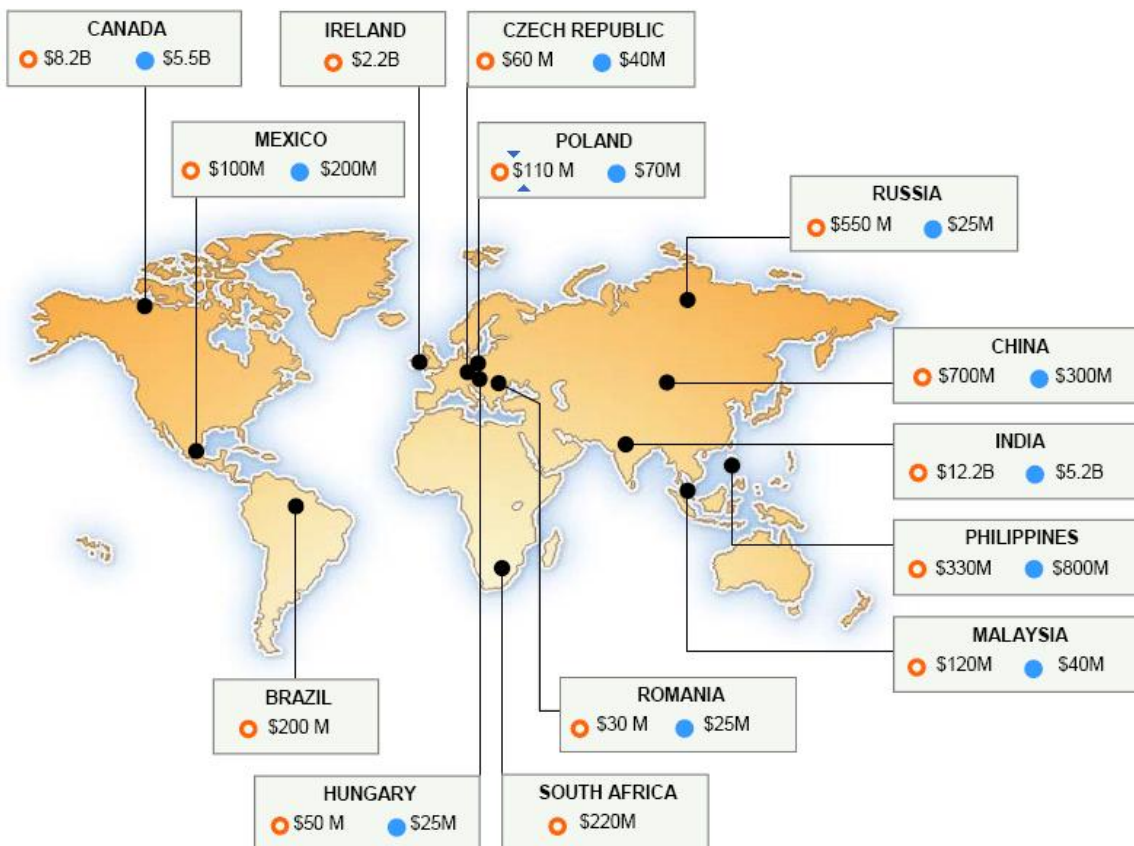 CANADA
$8.2B $5.5B
IRELAND
$2.2B
CZECH REPUBLIC
$60 M $40M
MEXICO
$100M $200M
POLAND
$110 M $70M
RUSSIA
$550 M $25M
CHINA
$700M $300M
INDIA
$12.2B $5.2B
PHILIPPINES
$330M $800M
MALAYSIA
$120M $40M
BRAZIL
$200 M
ROMANIA
$30 M $25M
HUNGARY
$50 M $25M
SOUTH AFRICA
$220M